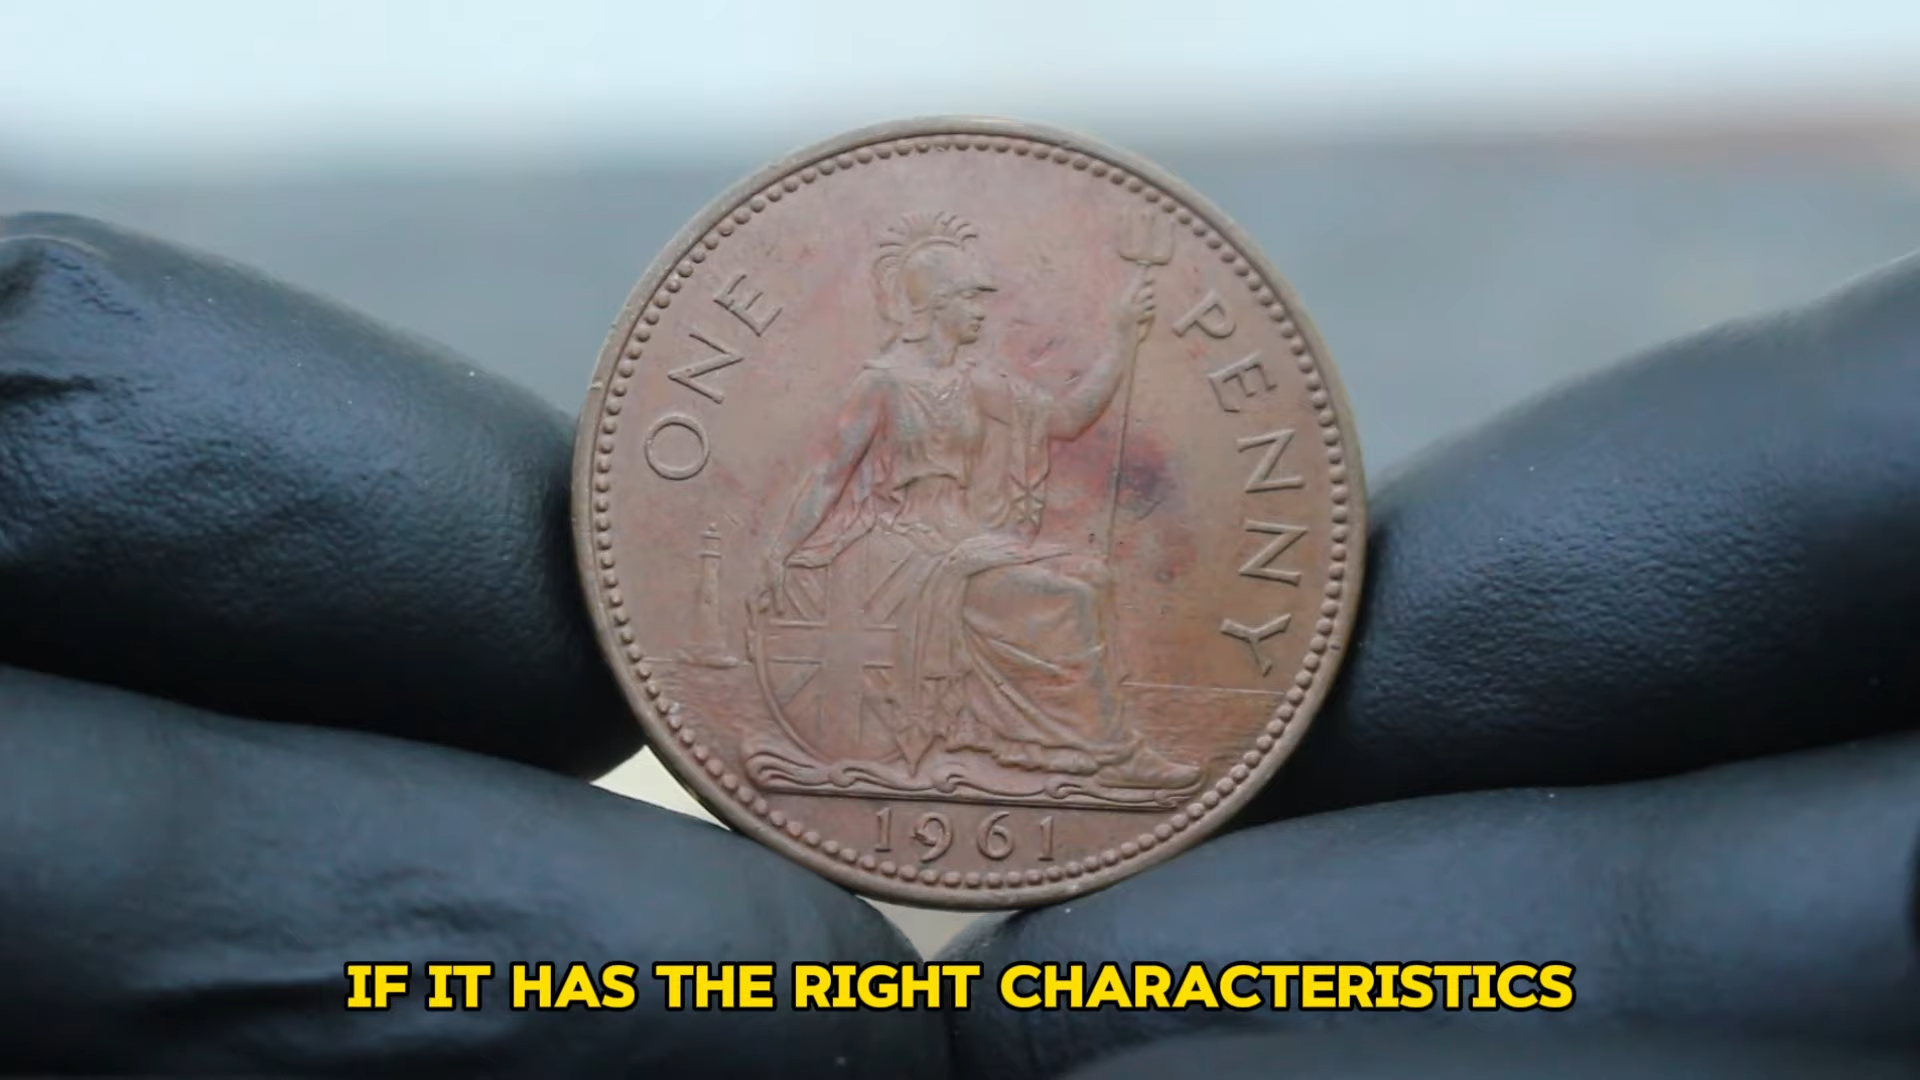 ONE PENNY
1961
IF IT HAS THE RIGHT CHARACTERISTICS